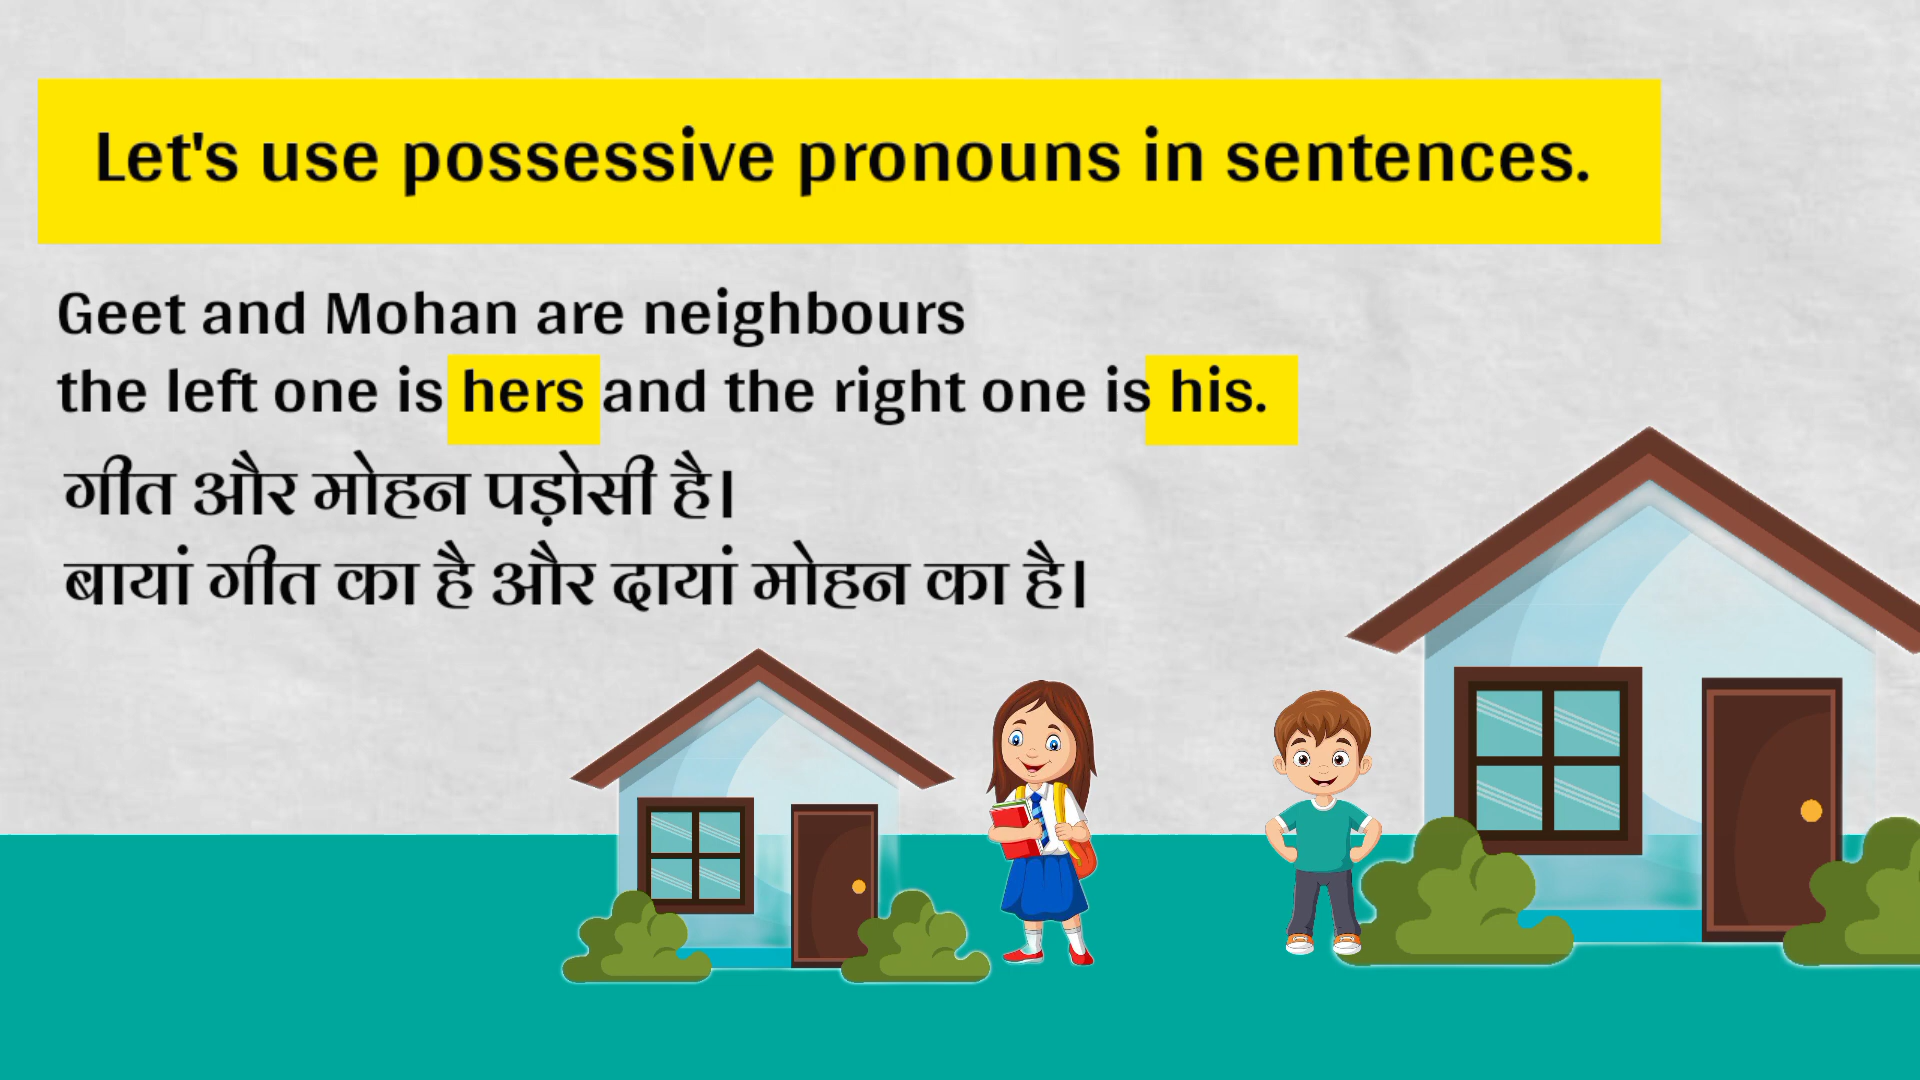 Let's use possessive pronouns in sentences.
Geet and Mohan are neighbours
the left one is hers and the right one is his.
गीत और मोहन पड़ोसी है।
बायां गीत का है और दायां मोहन का है।